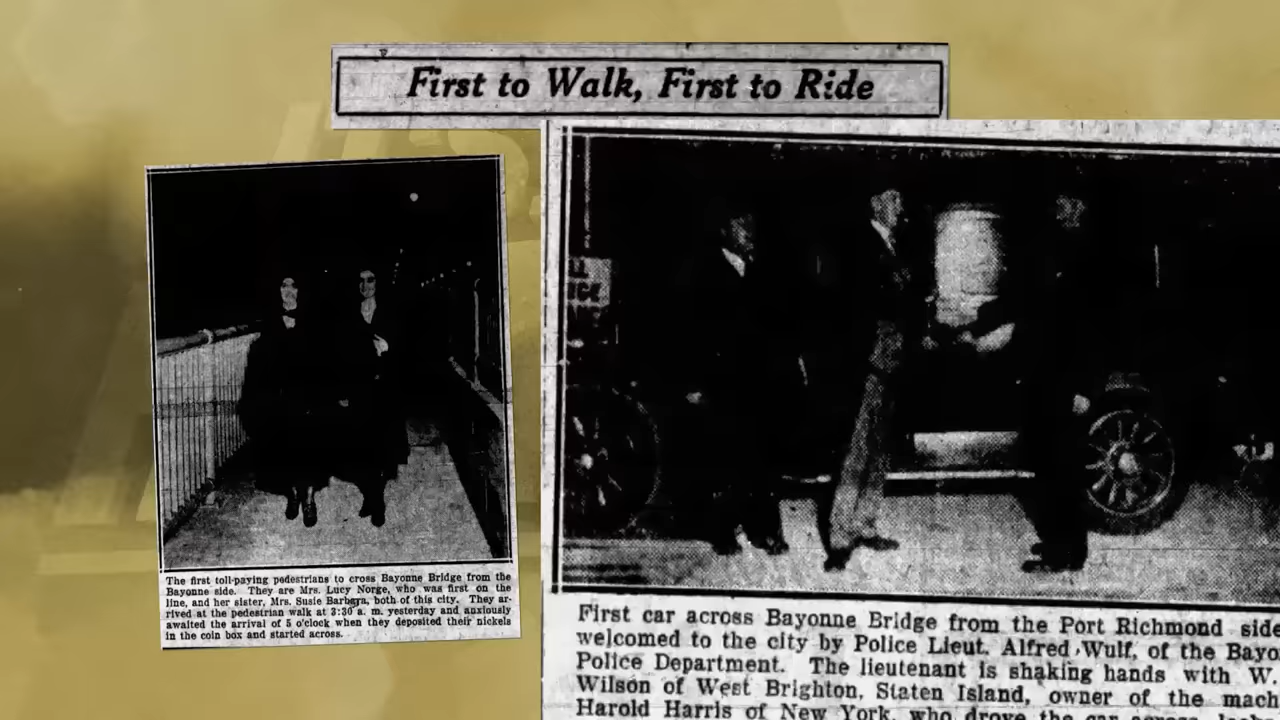 First to Walk, First to Ride
The first toll-paying pedestrians to cross Bayonne Bridge from the
Bayonne side. They are Mrs. Lucy Norge, who was first on the
line, and her sister, Mrs. Susie Barbara, both of this city. They ar-
rived at the pedestrian walk at 3:30 a. m. yesterday and anxiously
awaited the arrival of 5 o'clock when they deposited their nickels
in the coin box and started across.
First car across Bayonne Bridge from the Port Richmond side
welcomed to the city by Police Lieut. Alfred Wulf, of the Bayo
Police Department. The lieutenant is shaking hands with W.
Wilson of West Brighton, Staten Island, owner of the mach
Harold Harris of New York, who drove the car across